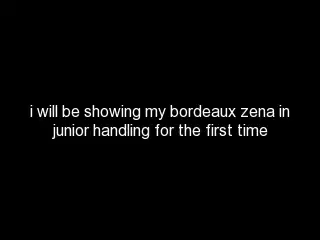 i will be showing my bordeaux zena in
junior handling for the first time